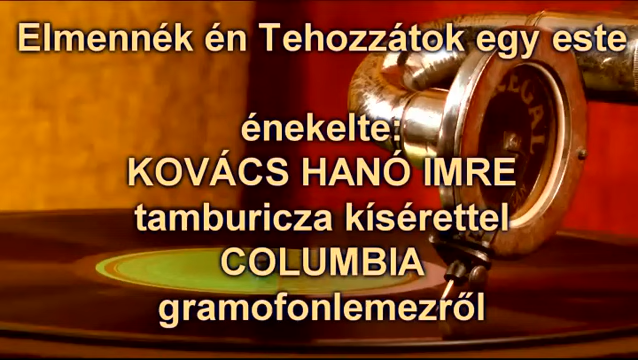 Elmennék én Tehozzátok egy este
énekelte:
KOVÁCS HANÓ IMRE
tamburicza kísérettel
COLUMBIA
gramofonlemezről